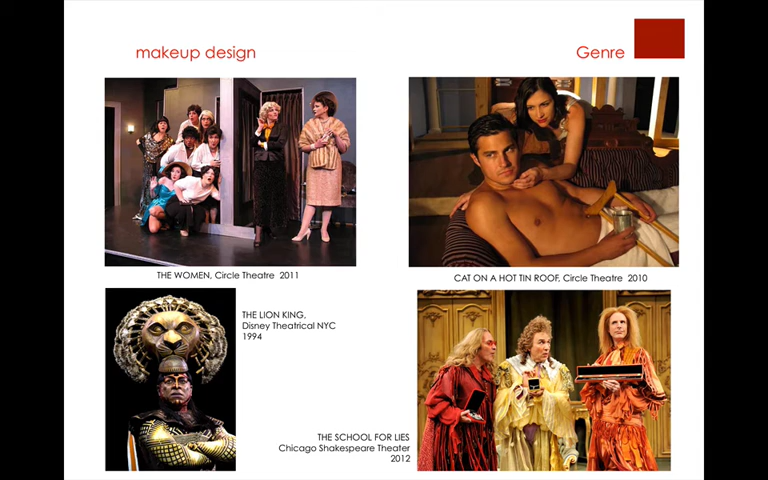 makeup design
Genre
THE WOMEN, Circle Theatre 2011
CAT ON A HOT TIN ROOF, Circle Theatre 2010
THE LION KING,
Disney Theatrical NYC
1994
THE SCHOOL FOR LIES
Chicago Shakespeare Theater
2012